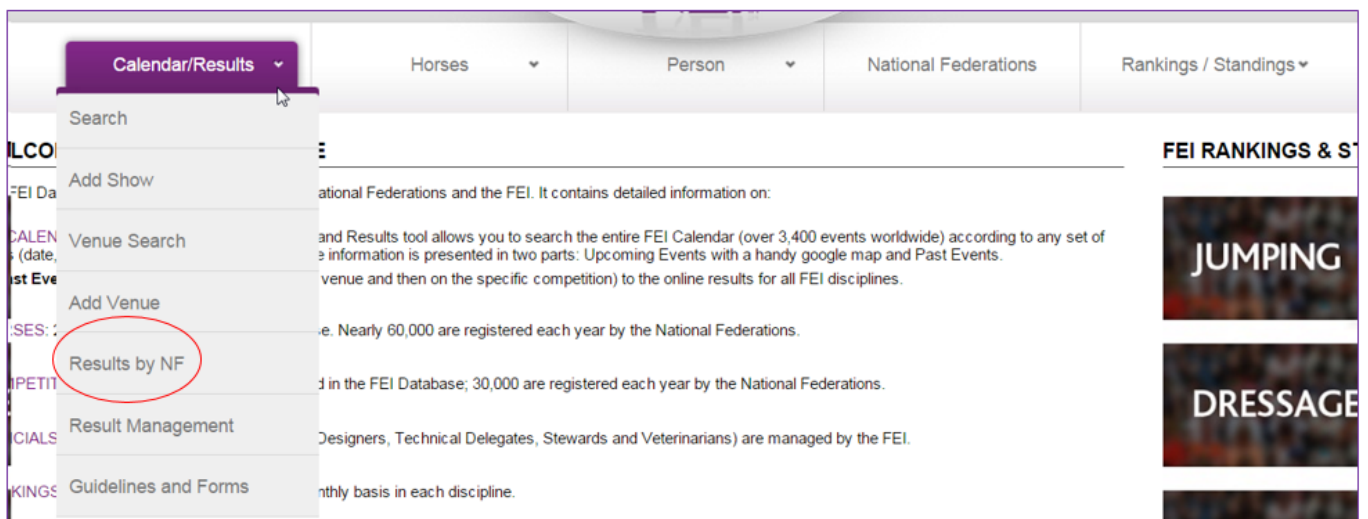 Calendar/Results
Horses
Person
National Federations
Rankings / Standings
Search
Add Show
Venue Search
Add Venue
Results by NF
Result Management
Guidelines and Forms
LCO E
FEI Da ational Federations and the FEI. It contains detailed information on:
CALEN and Results tool allows you to search the entire FEI Calendar (over 3,400 events worldwide) according to any set of
(date, e information is presented in two parts: Upcoming Events with a handy google map and Past Events.
st Eve venue and then on the specific competition) to the online results for all FEI disciplines.
SES: e. Nearly 60,000 are registered each year by the National Federations.
PETIT d in the FEI Database; 30,000 are registered each year by the National Federations.
CIALS Designers, Technical Delegates, Stewards and Veterinarians) are managed by the FEI.
KINGS nthly basis in each discipline.
FEI RANKINGS & ST
JUMPING
DRESSAGE